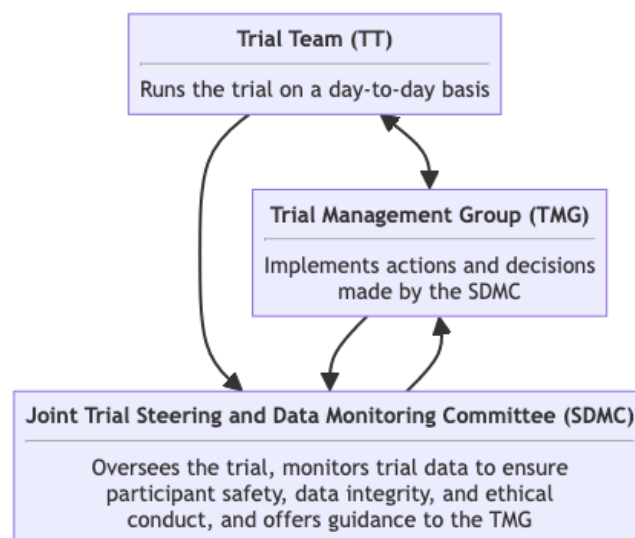 Trial Team (TT)
Runs the trial on a day-to-day basis
Trial Management Group (TMG)
Implements actions and decisions
made by the SDMC
Joint Trial Steering and Data Monitoring Committee (SDMC)
Oversees the trial, monitors trial data to ensure
participant safety, data integrity, and ethical
conduct, and offers guidance to the TMG